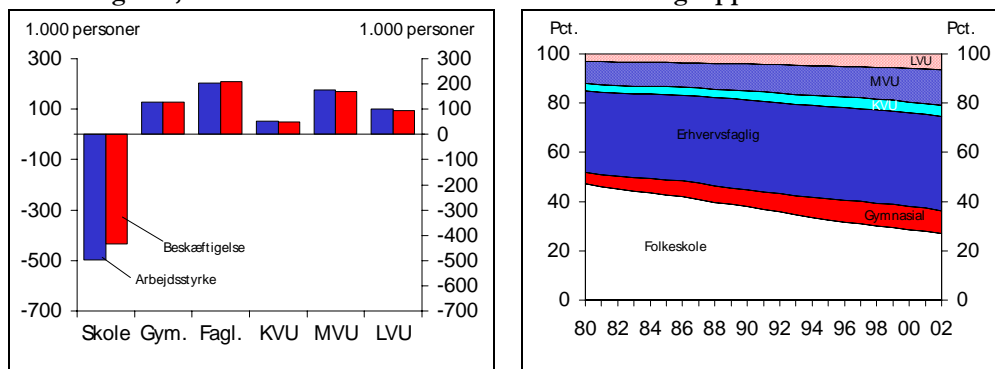 1.000 personer 1.000 personer
300 300
200
100 100
0
-100 -100
-200
-300 -300
-400
-500 -500
-600
-700 -700
Beskæftigelse
Arbejdsstyrke
Skole Gym. Fagl. KVU MVU LVU
Pct. Pct.
100 100
80 80
60 60
40 40
20 20
0 0
LVU
MVU
KVU
Erhvervsfaglig
Gymnasial
Folkeskole
80 82 84 86 88 90 92 94 96 98 00 02